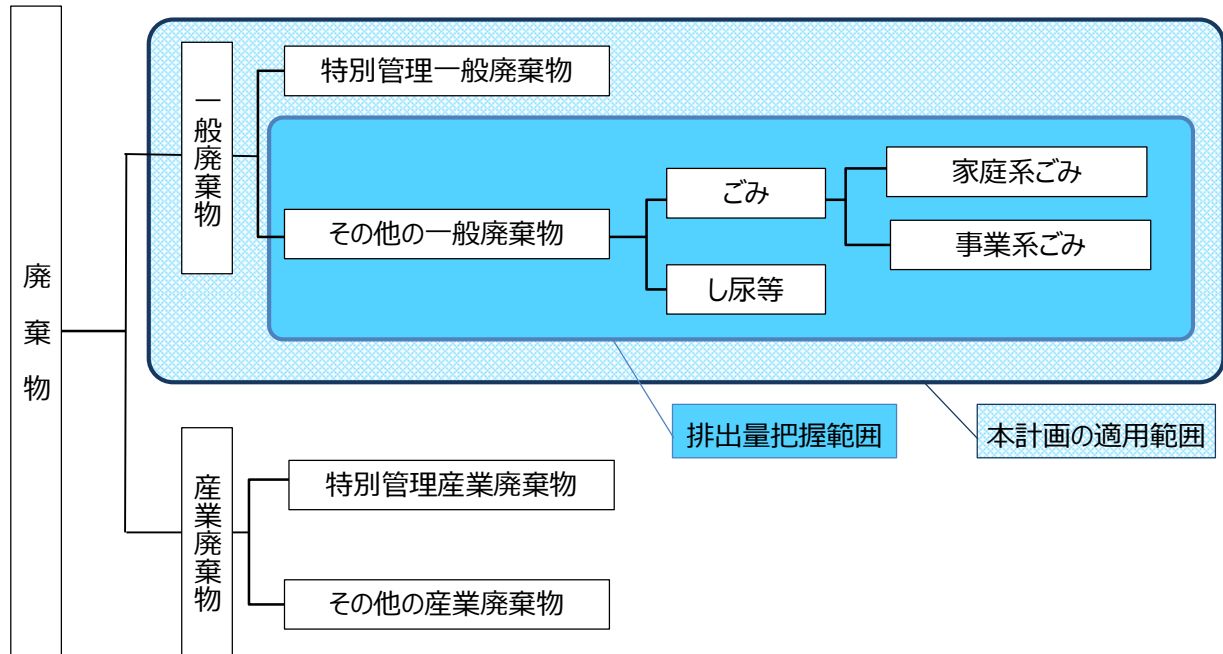 廃棄物
一般廃棄物
特別管理一般廃棄物
その他の一般廃棄物
ごみ
し尿等
家庭系ごみ
事業系ごみ
排出量把握範囲
本計画の適用範囲
産業廃棄物
特別管理産業廃棄物
その他の産業廃棄物